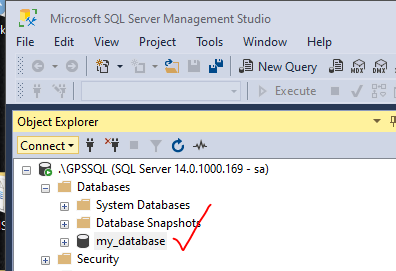 Microsoft SQL Server Management Studio
File Edit View Project Tools Window Help
New Query MDX DMX
Execute
Object Explorer
Connect
.\GPSSQL (SQL Server 14.0.1000.169 - sa)
Databases
System Databases
Database Snapshots
my_database
Security